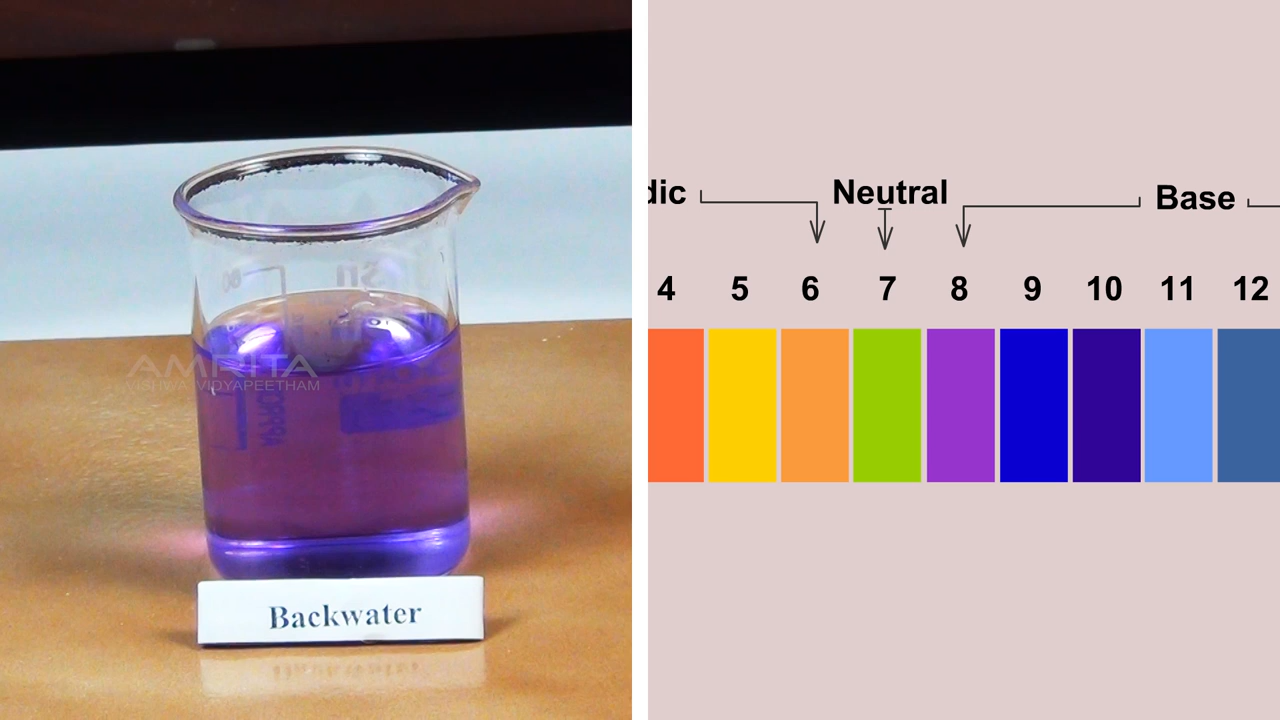 AMRITA
VISHWA VIDYAPEETHAM
Backwater
dic Neutral Base
4 5 6 7 8 9 10 11 12